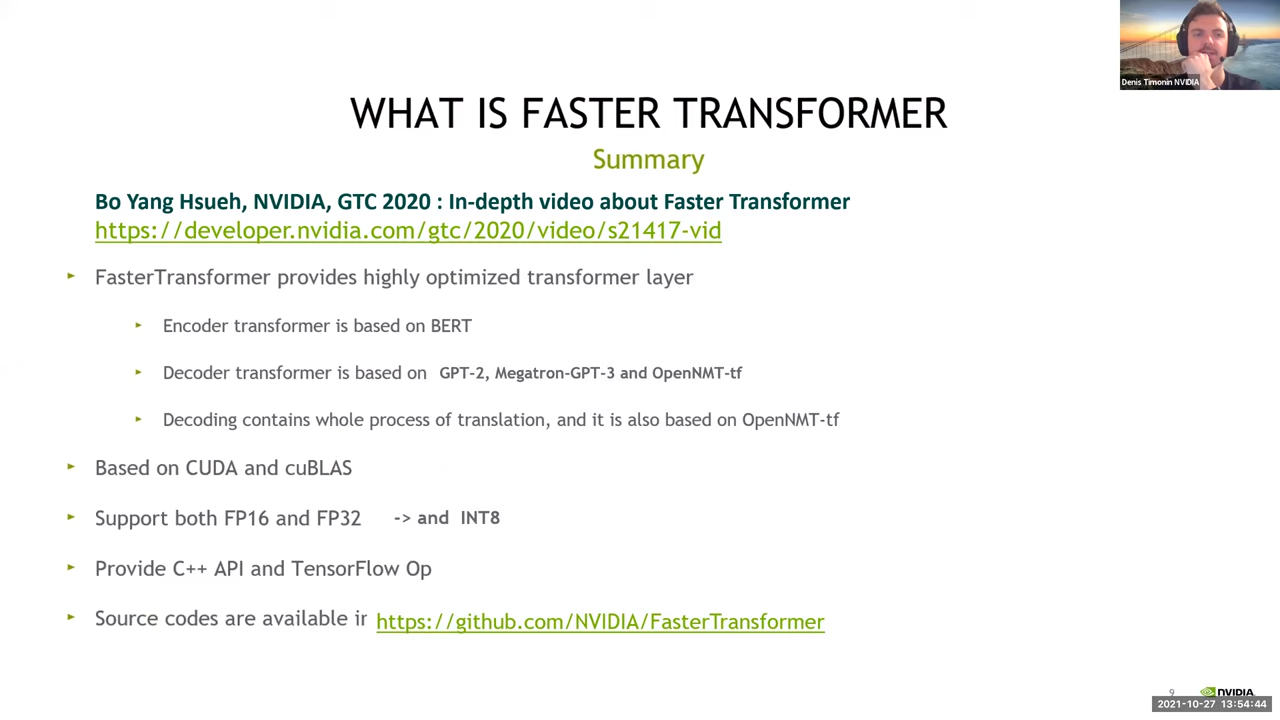 Denis Timonin NVIDIA
WHAT IS FASTER TRANSFORMER
Summary
Bo Yang Hsueh, NVIDIA, GTC 2020 : In-depth video about Faster Transformer
https://developer.nvidia.com/gtc/2020/video/s21417-vid
FasterTransformer provides highly optimized transformer layer
Encoder transformer is based on BERT
Decoder transformer is based on GPT-2, Megatron-GPT-3 and OpenNMT-tf
Decoding contains whole process of translation, and it is also based on OpenNMT-tf
Based on CUDA and cuBLAS
Support both FP16 and FP32 -> and INT8
Provide C++ API and TensorFlow Op
Source codes are available in https://github.com/NVIDIA/FasterTransformer
9 NVIDIA
2021-10-27 13:54:44